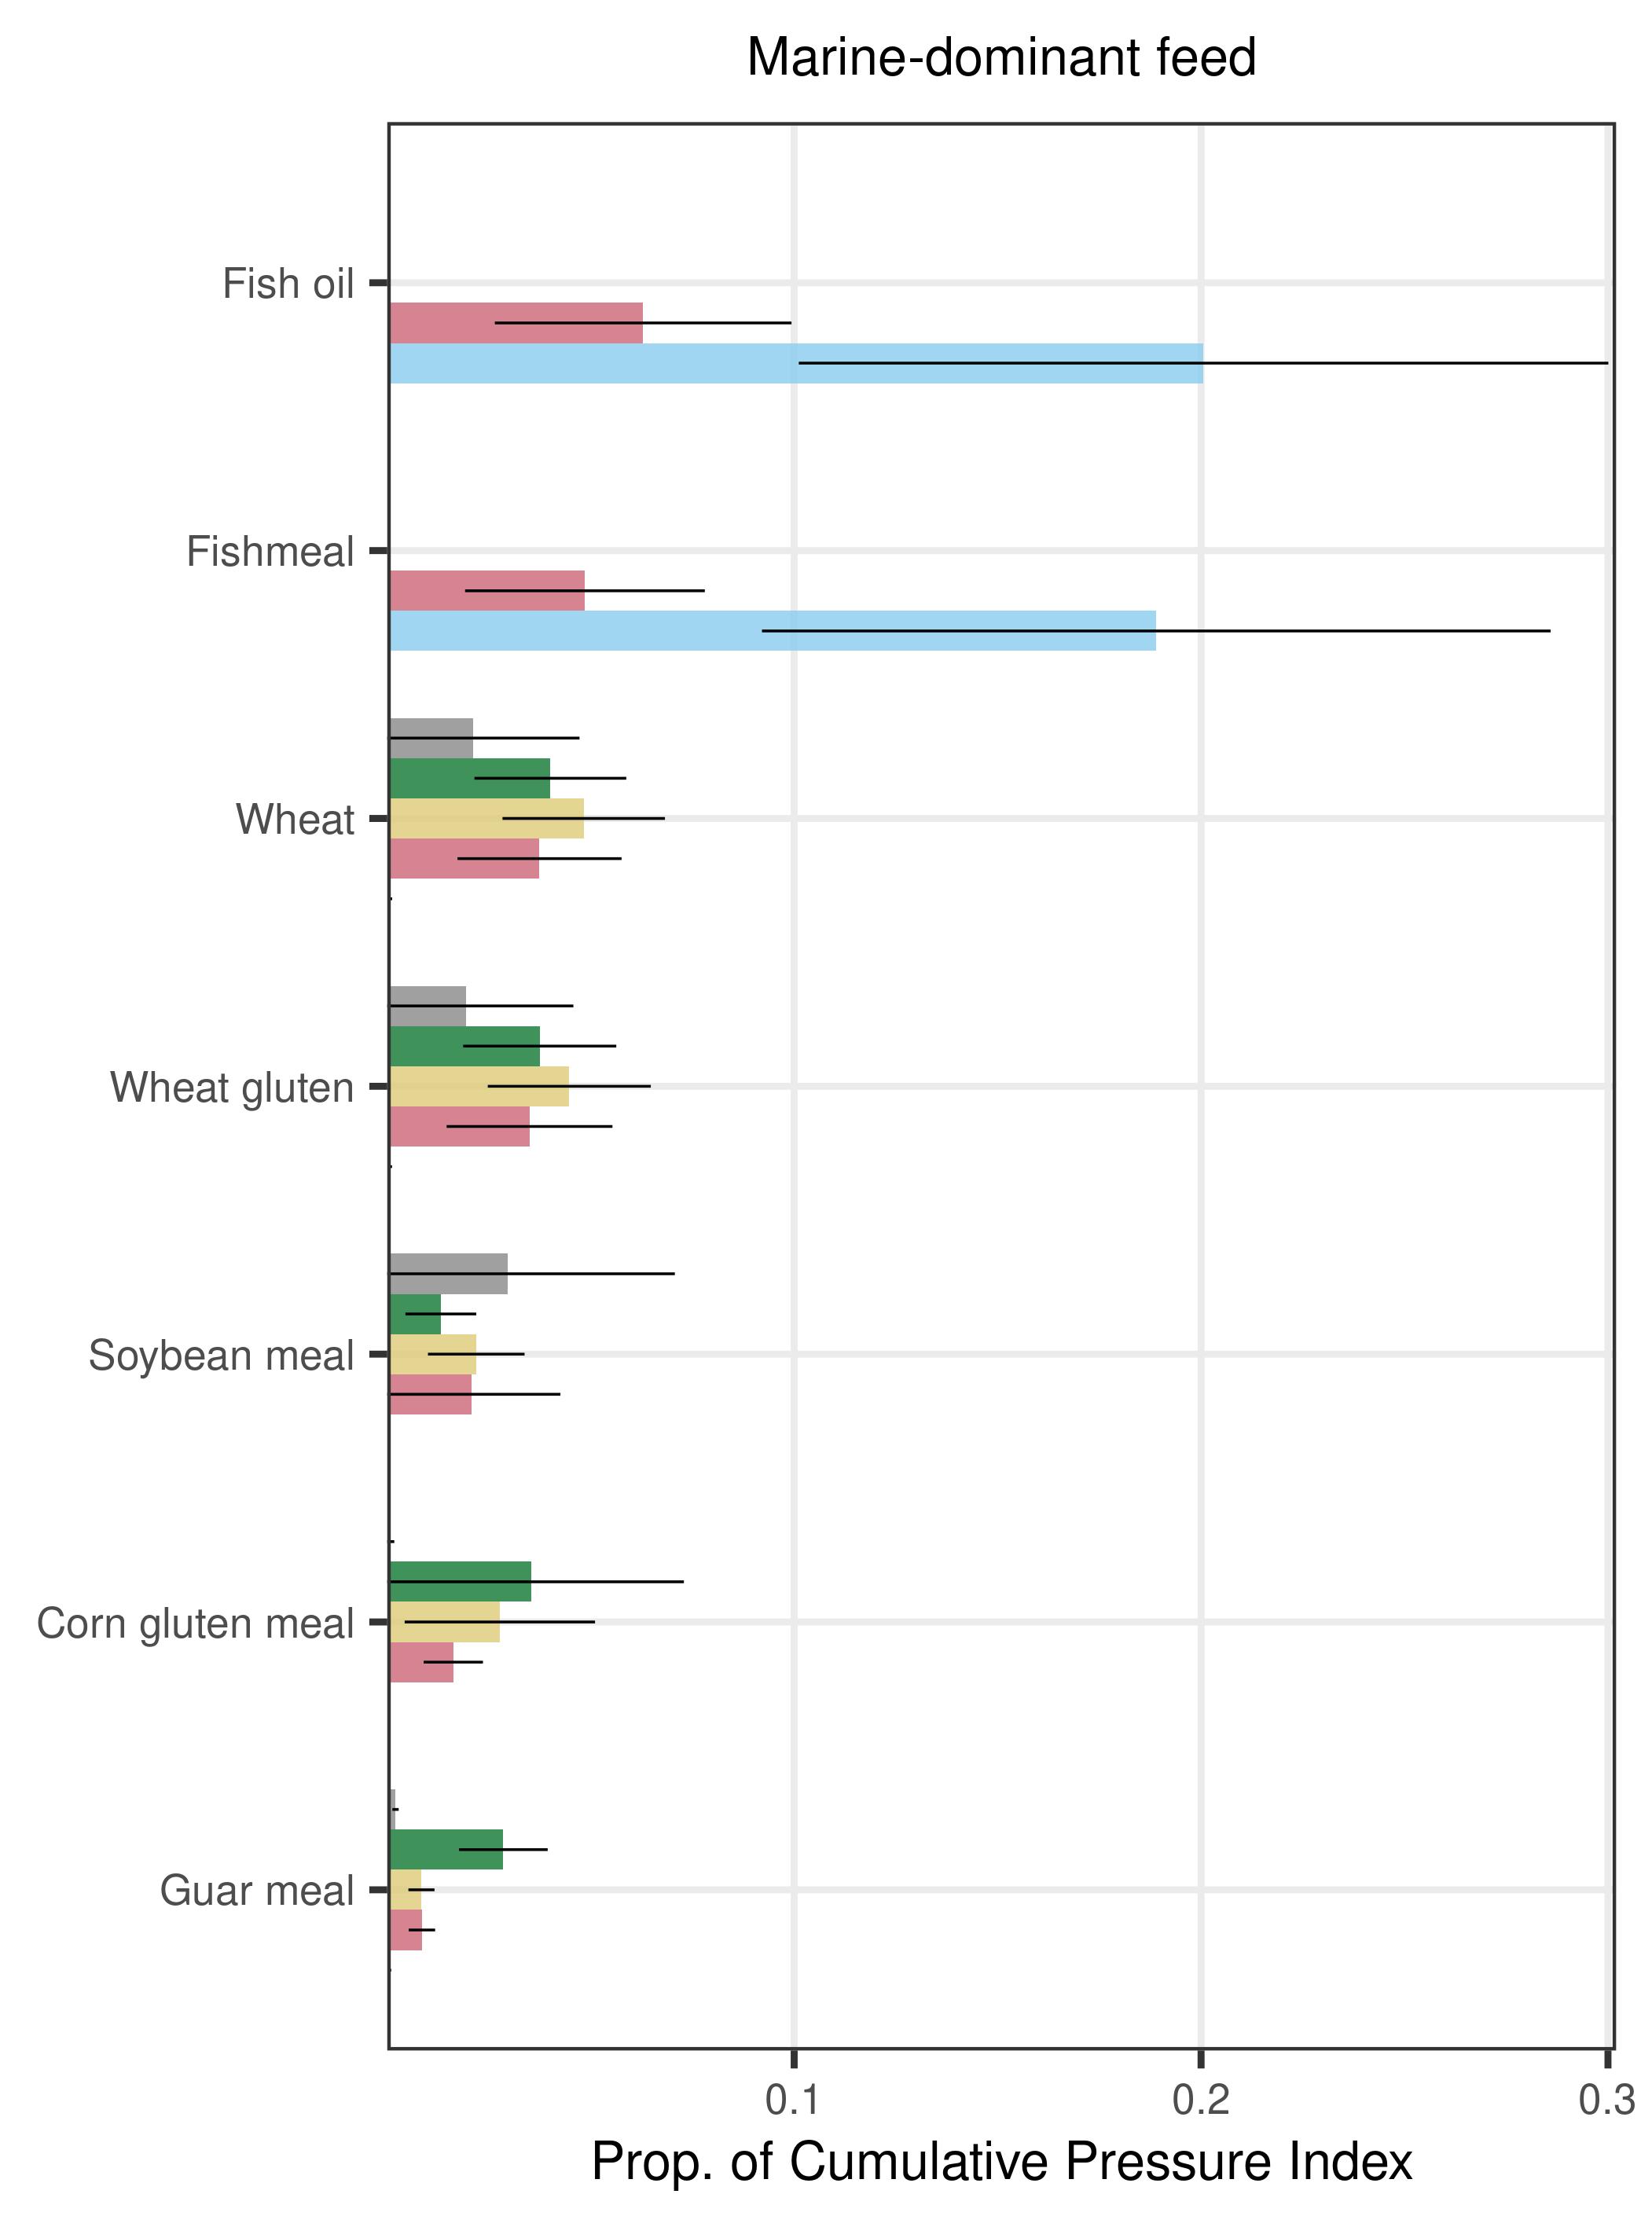 Marine-dominant feed
Fish oil
Fishmeal
Wheat
Wheat gluten
Soybean meal
Corn gluten meal
Guar meal
0.1 0.2 0.3
Prop. of Cumulative Pressure Index